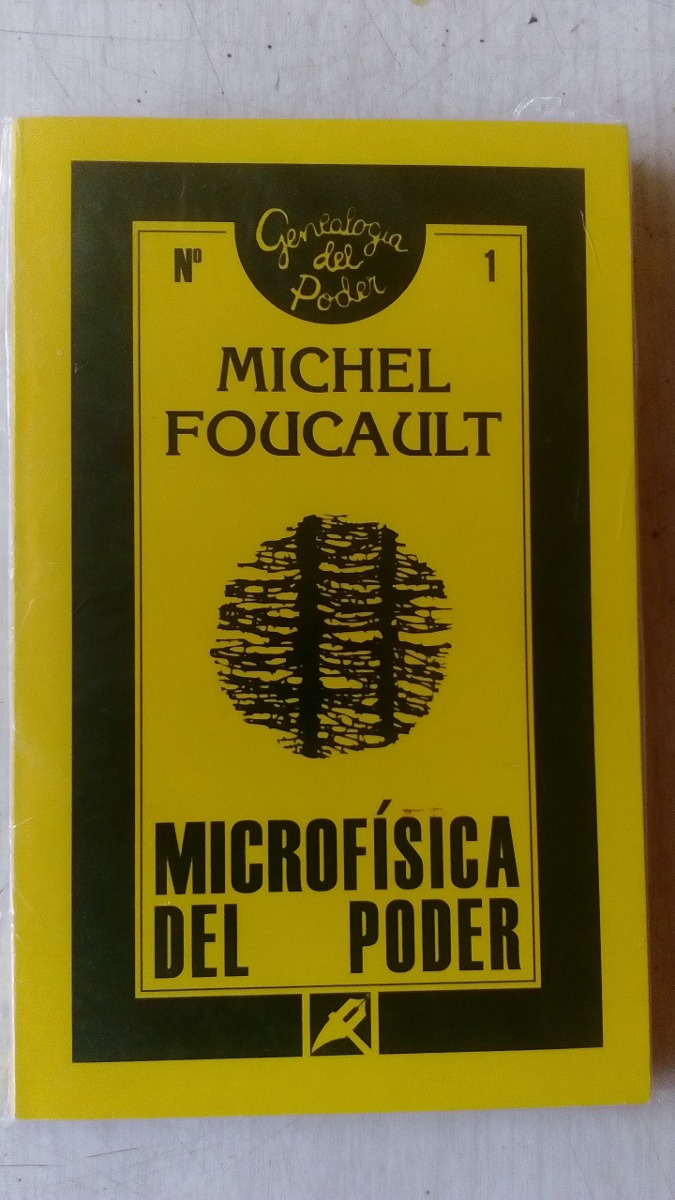 Genealogía
del
Poder
Nº 1
MICHEL
FOUCAULT
MICROFÍSICA
DEL PODER